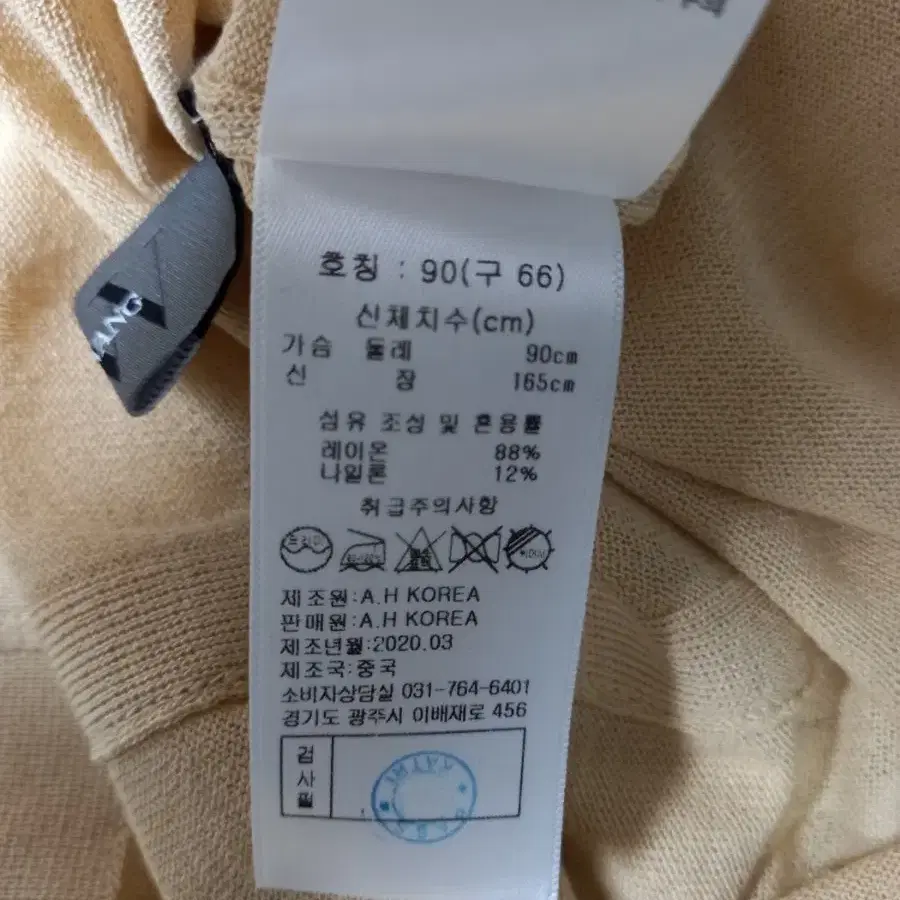 호칭 : 90(구 66)
신체치수(cm)
가슴 둘레 90cm
신 장 165cm
섬유 조성 및 혼용률
레이온 88%
나일론 12%
취급주의사항
드라이
제조원:A.H KOREA
판매원:A.H KOREA
제조년월:2020.03
제조국:중국
소비자상담실 031-764-6401
경기도 광주시 이배재로 456
검사필